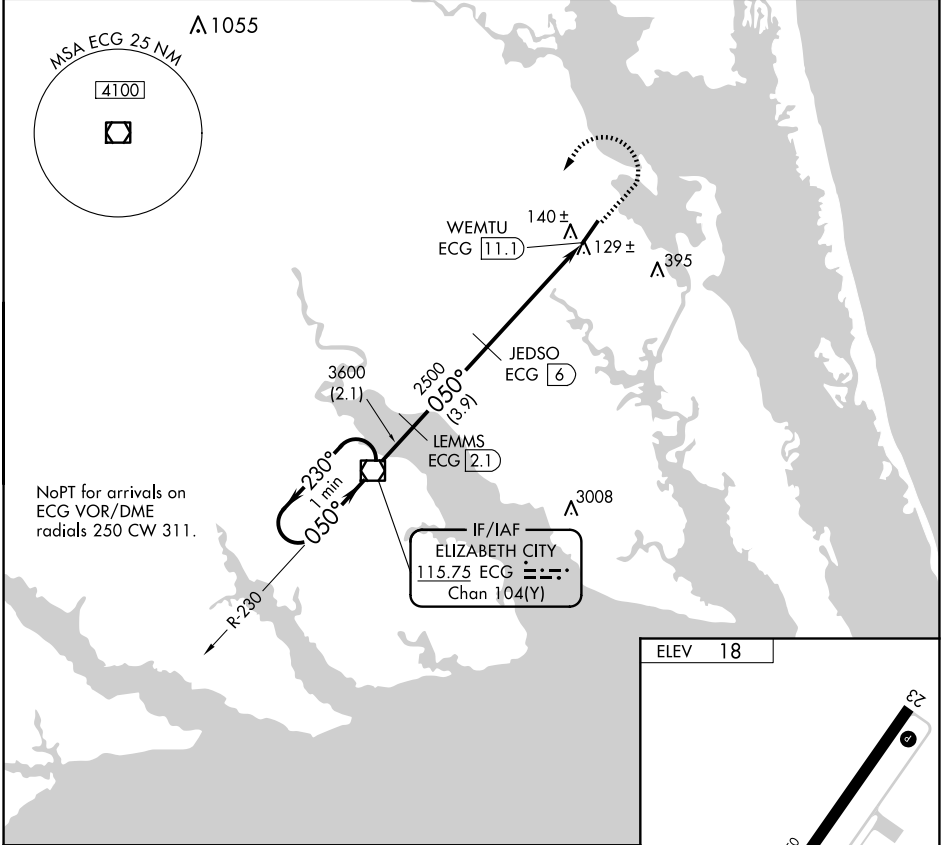 1055
MSA ECG 25 NM
4100
WEMTU
ECG 11.1
140 ±
129 ±
395
JEDSO
ECG 6
3600
(2.1)
2500
050°
(3.9)
LEMMS
ECG 2.1
230°
1 min
050°
NoPT for arrivals on
ECG VOR/DME
radials 250 CW 311.
3008
IF/IAF
ELIZABETH CITY
115.75 ECG
Chan 104(Y)
R-230
ELEV 18
23
P